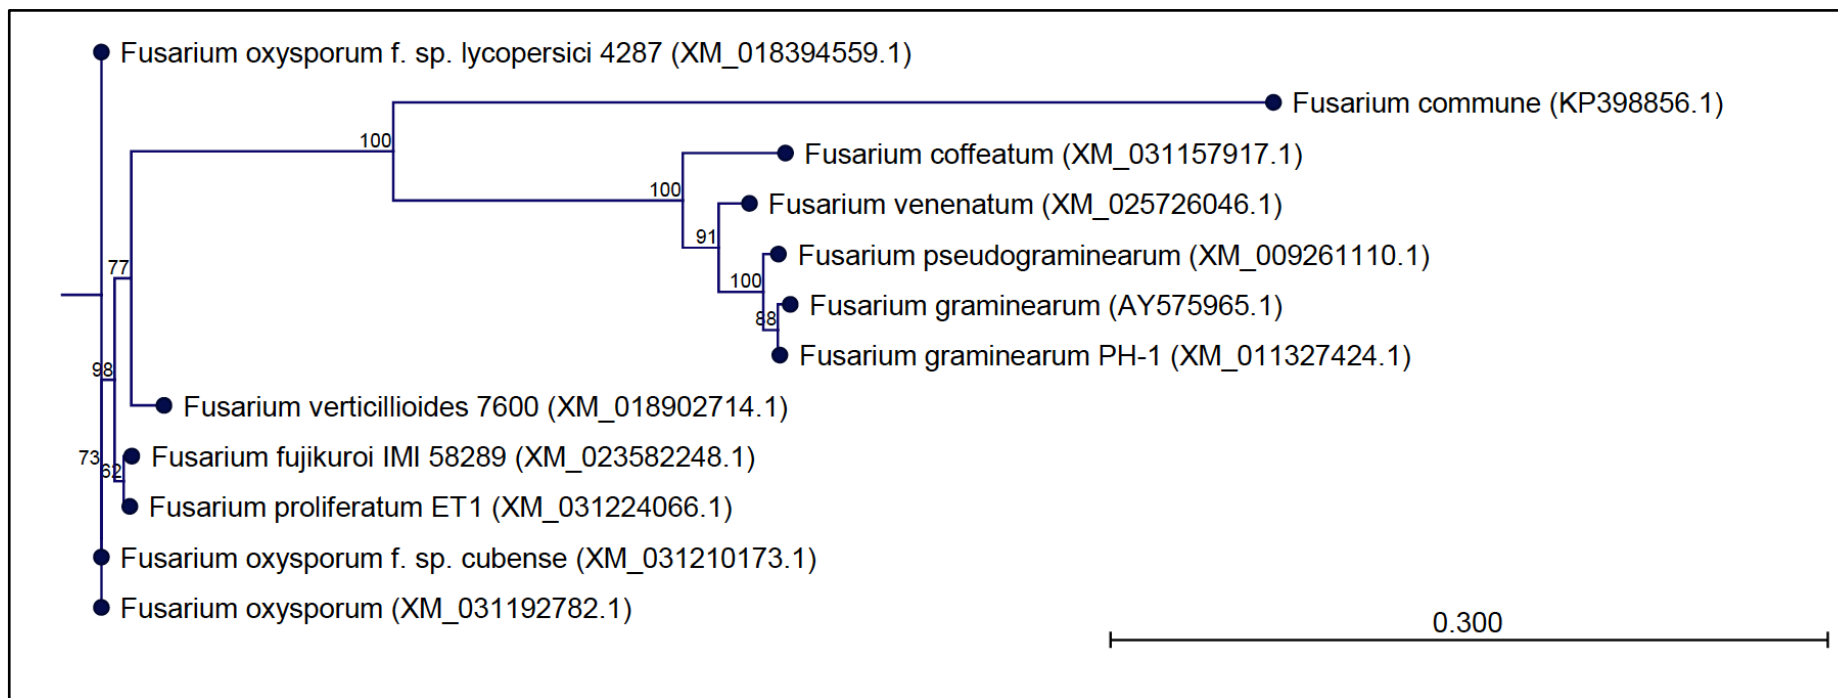 Fusarium oxysporum f. sp. lycopersici 4287 (XM_018394559.1)
Fusarium commune (KP398856.1)
100
Fusarium coffeatum (XM_031157917.1)
100
Fusarium venenatum (XM_025726046.1)
91
Fusarium pseudograminearum (XM_009261110.1)
77
100
Fusarium graminearum (AY575965.1)
88
Fusarium graminearum PH-1 (XM_011327424.1)
98
Fusarium verticillioides 7600 (XM_018902714.1)
73
Fusarium fujikuroi IMI 58289 (XM_023582248.1)
62
Fusarium proliferatum ET1 (XM_031224066.1)
Fusarium oxysporum f. sp. cubense (XM_031210173.1)
Fusarium oxysporum (XM_031192782.1)
0.300